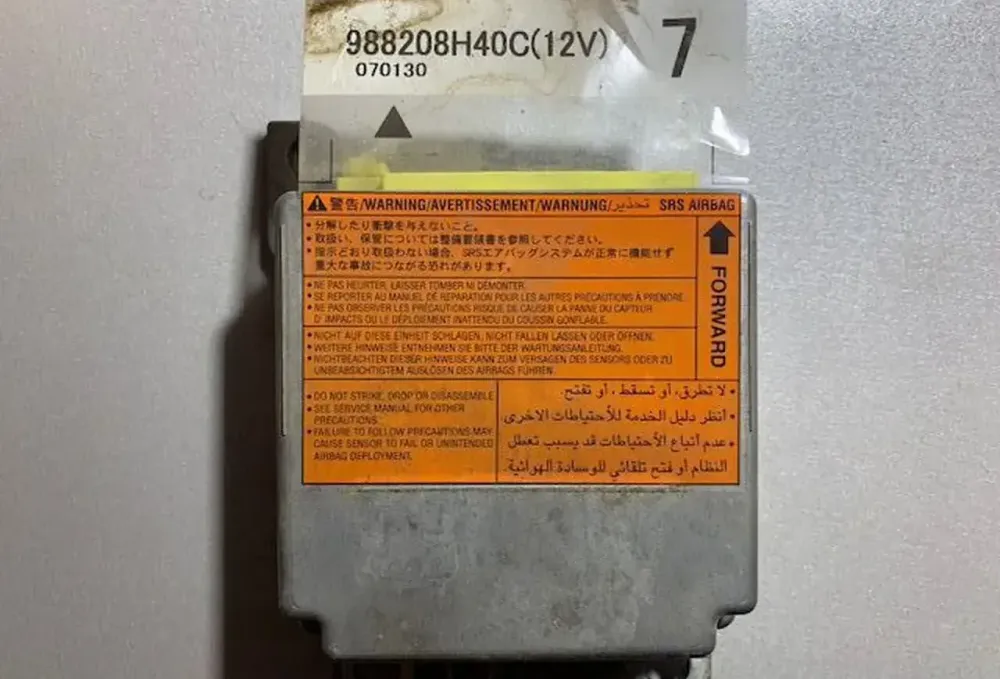 988208H40C(12V) 7
070130
警告/WARNING/AVERTISSEMENT/WARNUNG/تحذير SRS AIRBAG
• 分解したり衝撃を与えないこと。
• 取扱い、保管については整備要領書を参照してください。
• 指示どおり取扱わない場合、SRSエアバッグシステムが正常に機能せず
重大な事故につながる恐れがあります。
• NE PAS HEURTER, LAISSER TOMBER NI DÉMONTER.
• SE REPORTER AU MANUEL DE RÉPARATION POUR LES AUTRES PRÉCAUTIONS À PRENDRE.
• NE PAS OBSERVER LES PRÉCAUTIONS RISQUE DE CAUSER LA PANNE DU CAPTEUR
D' IMPACTS OU LE DÉPLOIEMENT INATTENDU DU COUSSIN GONFLABLE.
• NICHT AUF DIESE EINHEIT SCHLAGEN, NICHT FALLEN LASSEN ODER ÖFFNEN.
• WEITERE HINWEISE ENTNEHMEN SIE BITTE DER WARTUNGSANLEITUNG.
• NICHTBEACHTEN DIESER HINWEISE KANN ZUM VERSAGEN DES SENSORS ODER ZU
UNBEABSICHTIGTEM AUSLÖSEN DES AIRBAGS FÜHREN.
FORWARD
• DO NOT STRIKE, DROP OR DISASSEMBLE
• SEE SERVICE MANUAL FOR OTHER
PRECAUTIONS.
• FAILURE TO FOLLOW PRECAUTIONS MAY
CAUSE SENSOR TO FAIL OR UNINTENDED
AIRBAG DEPLOYMENT.
• لا تطرق، أو تسقط، أو تفتح.
• أنظر دليل الخدمة للأحتياطات الاخرى
• عدم أتباع الأحتياطات قد يسبب تعطل
النظام أو فتح تلقائي للوسادة الهوائية.